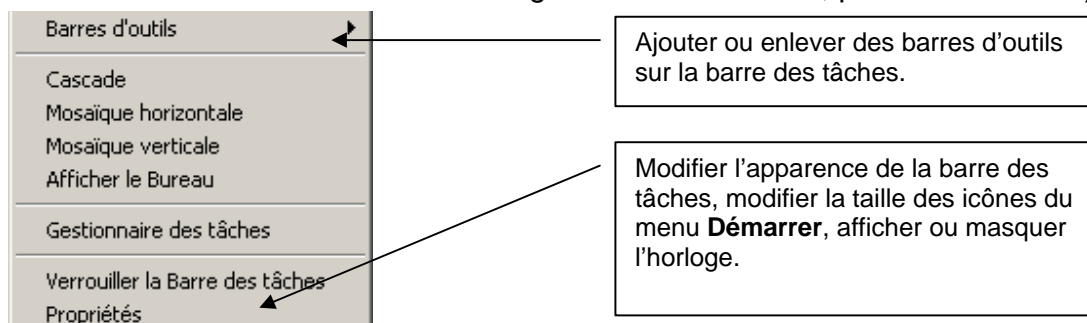 Barres d'outils
Cascade
Mosaïque horizontale
Mosaïque verticale
Afficher le Bureau
Gestionnaire des tâches
Verrouiller la Barre des tâches
Propriétés
Ajouter ou enlever des barres d’outils
sur la barre des tâches.
Modifier l’apparence de la barre des
tâches, modifier la taille des icônes du
menu Démarrer, afficher ou masquer
l’horloge.